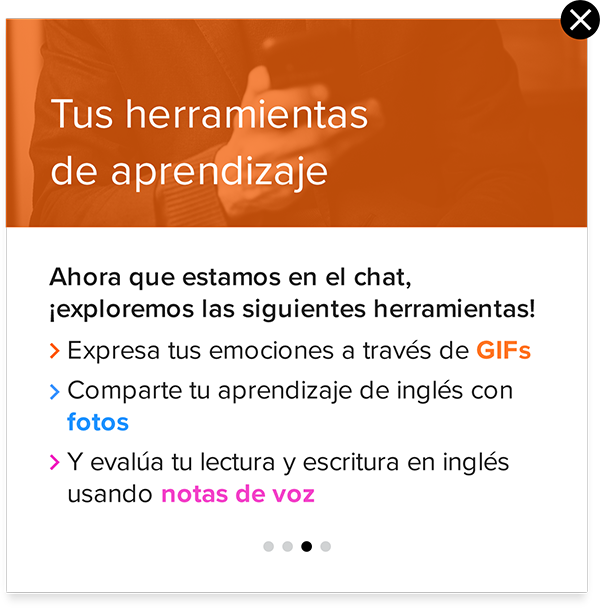 Tus herramientas
de aprendizaje
Ahora que estamos en el chat,
¡exploremos las siguientes herramientas!
Expresa tus emociones a través de GIFs
Comparte tu aprendizaje de inglés con
fotos
Y evalúa tu lectura y escritura en inglés
usando notas de voz